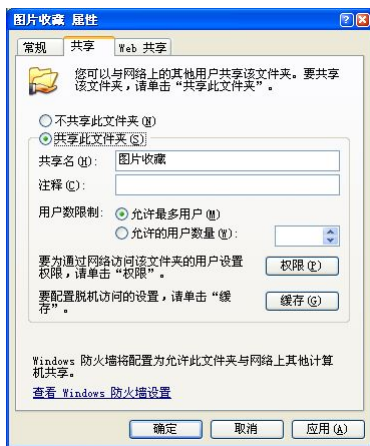 图片收藏 属性
常规 共享 Web 共享
您可以与网络上的其他用户共享该文件夹。要共享
该文件夹，请单击“共享此文件夹”。
不共享此文件夹(N)
共享此文件夹(S)
共享名(H): 图片收藏
注释(C):
用户数限制: 允许最多用户(M)
允许的用户数量(W):
要为通过网络访问该文件夹的用户设置
权限，请单击“权限”。
权限(P)
要配置脱机访问的设置，请单击“缓
存”。
缓存(G)
Windows 防火墙将配置为允许此文件夹与网络上其他计算
机共享。
查看 Windows 防火墙设置
确定 取消 应用(A)